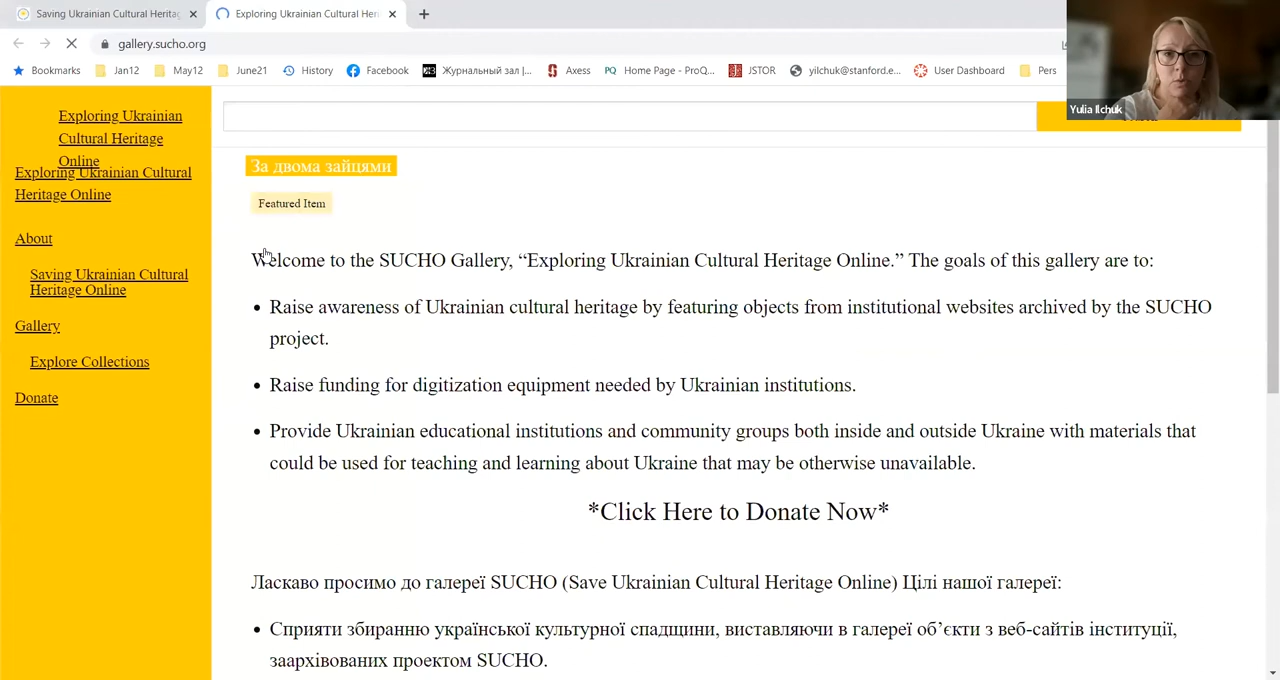 Saving Ukrainian Cultural Heritag
Exploring Ukrainian Cultural Her
gallery.sucho.org
Bookmarks
Jan12
May12
June21
History
Facebook
Журнальный зал |...
Axess
PQ Home Page - ProQ...
JSTOR
yilchuk@stanford.e...
User Dashboard
Pers
Yulia Ilchuk
Exploring Ukrainian
Cultural Heritage
Online
Exploring Ukrainian Cultural
Heritage Online
About
Saving Ukrainian Cultural
Heritage Online
Gallery
Explore Collections
Donate
За двома зайцями
Featured Item
Welcome to the SUCHO Gallery, “Exploring Ukrainian Cultural Heritage Online.” The goals of this gallery are to:
• Raise awareness of Ukrainian cultural heritage by featuring objects from institutional websites archived by the SUCHO
project.
• Raise funding for digitization equipment needed by Ukrainian institutions.
• Provide Ukrainian educational institutions and community groups both inside and outside Ukraine with materials that
could be used for teaching and learning about Ukraine that may be otherwise unavailable.
*Click Here to Donate Now*
Ласкаво просимо до галереї SUCHO (Save Ukrainian Cultural Heritage Online) Цілі нашої галереї:
• Сприяти збиранню української культурної спадщини, виставляючи в галереї об’єкти з веб-сайтів інституції,
заархівованих проектом SUCHO.